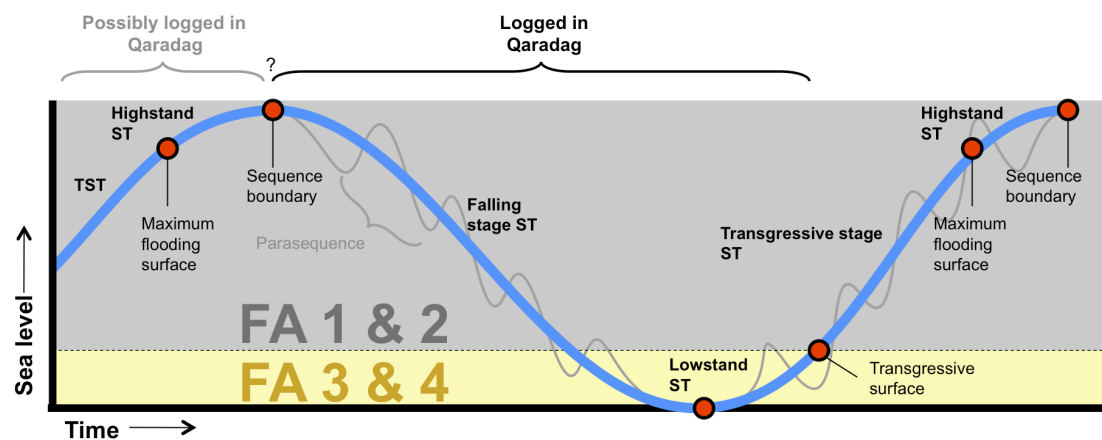 Possibly logged in
Qaradag
?
Logged in
Qaradag
Highstand
ST
TST
Maximum
flooding
surface
Sequence
boundary
Parasequence
Falling
stage ST
Transgressive stage
ST
Highstand
ST
Maximum
flooding
surface
Sequence
boundary
FA 1 & 2
FA 3 & 4
Lowstand
ST
Transgressive
surface
Sea level
Time